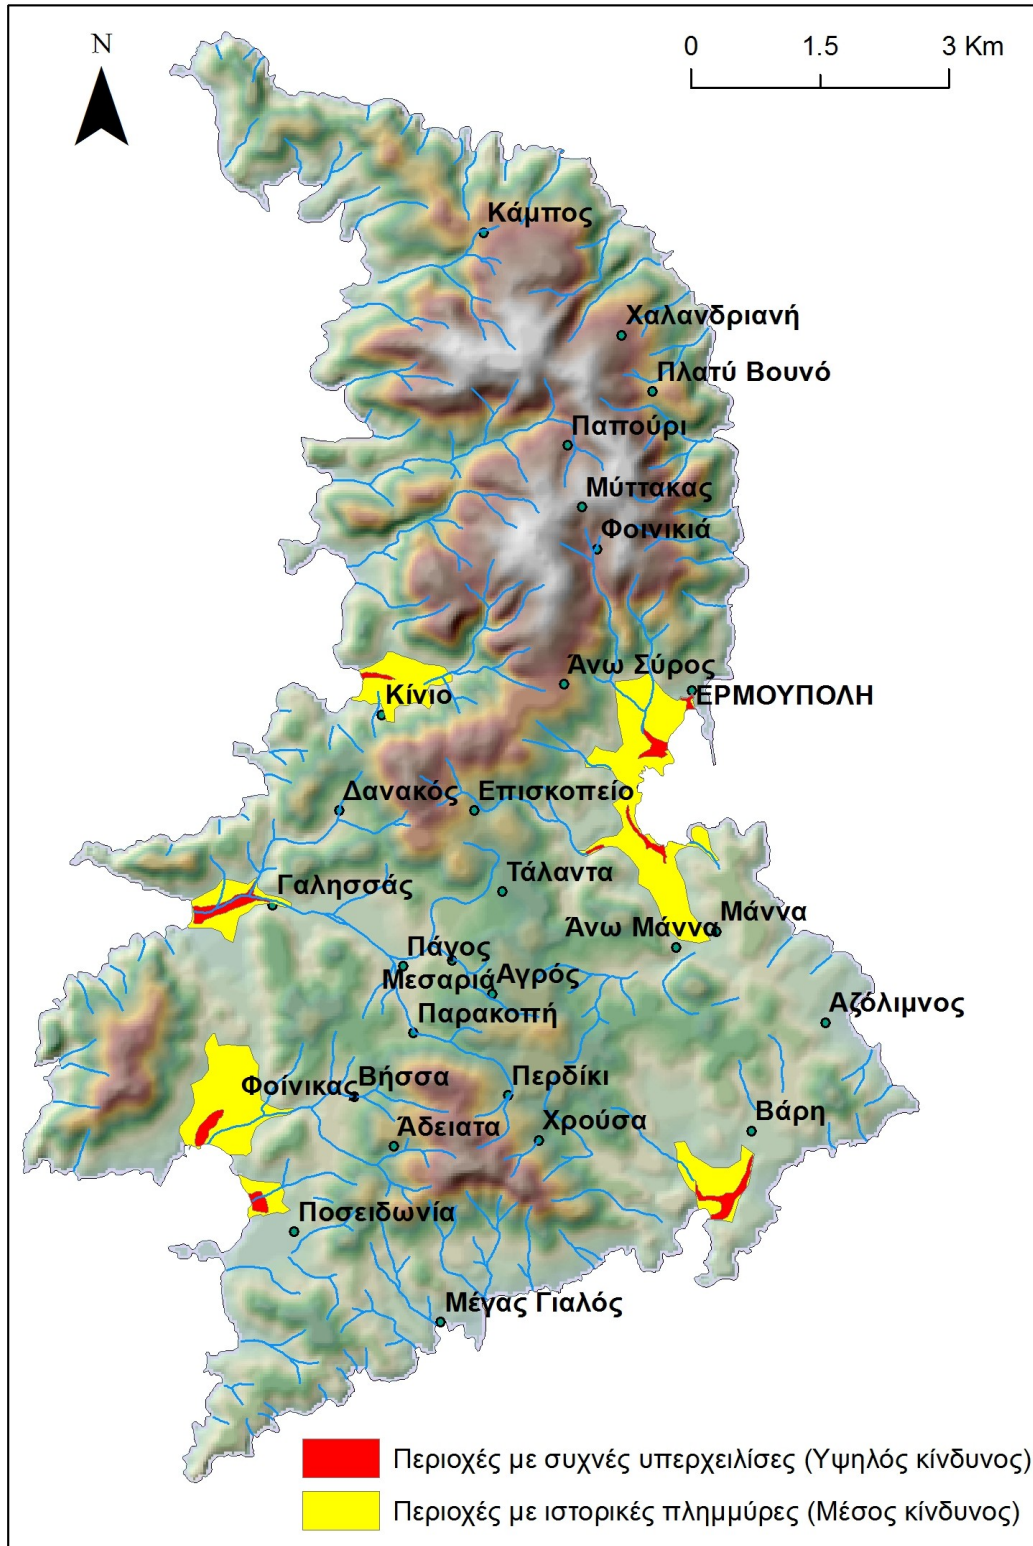 N
0 1.5 3 Km
Κάμπος
Χαλανδριανή
Πλατύ Βουνό
Παπούρι
Μύττακας
Φοινικιά
Άνω Σύρος
ΕΡΜΟΥΠΟΛΗ
Κίνιο
Δανακός
Επισκοπείο
Τάλαντα
Γαλησσάς
Μάννα
Άνω Μάννα
Πάγος
Μεσαριά
Αγρός
Αζόλιμνος
Παρακοπή
Φοίνικας
Βήσσα
Περδίκι
Βάρη
Άδειατα
Χρούσα
Ποσειδωνία
Μέγας Γιαλός
Περιοχές με συχνές υπερχειλίσεις (Υψηλός κίνδυνος)
Περιοχές με ιστορικές πλημμύρες (Μέσος κίνδυνος)